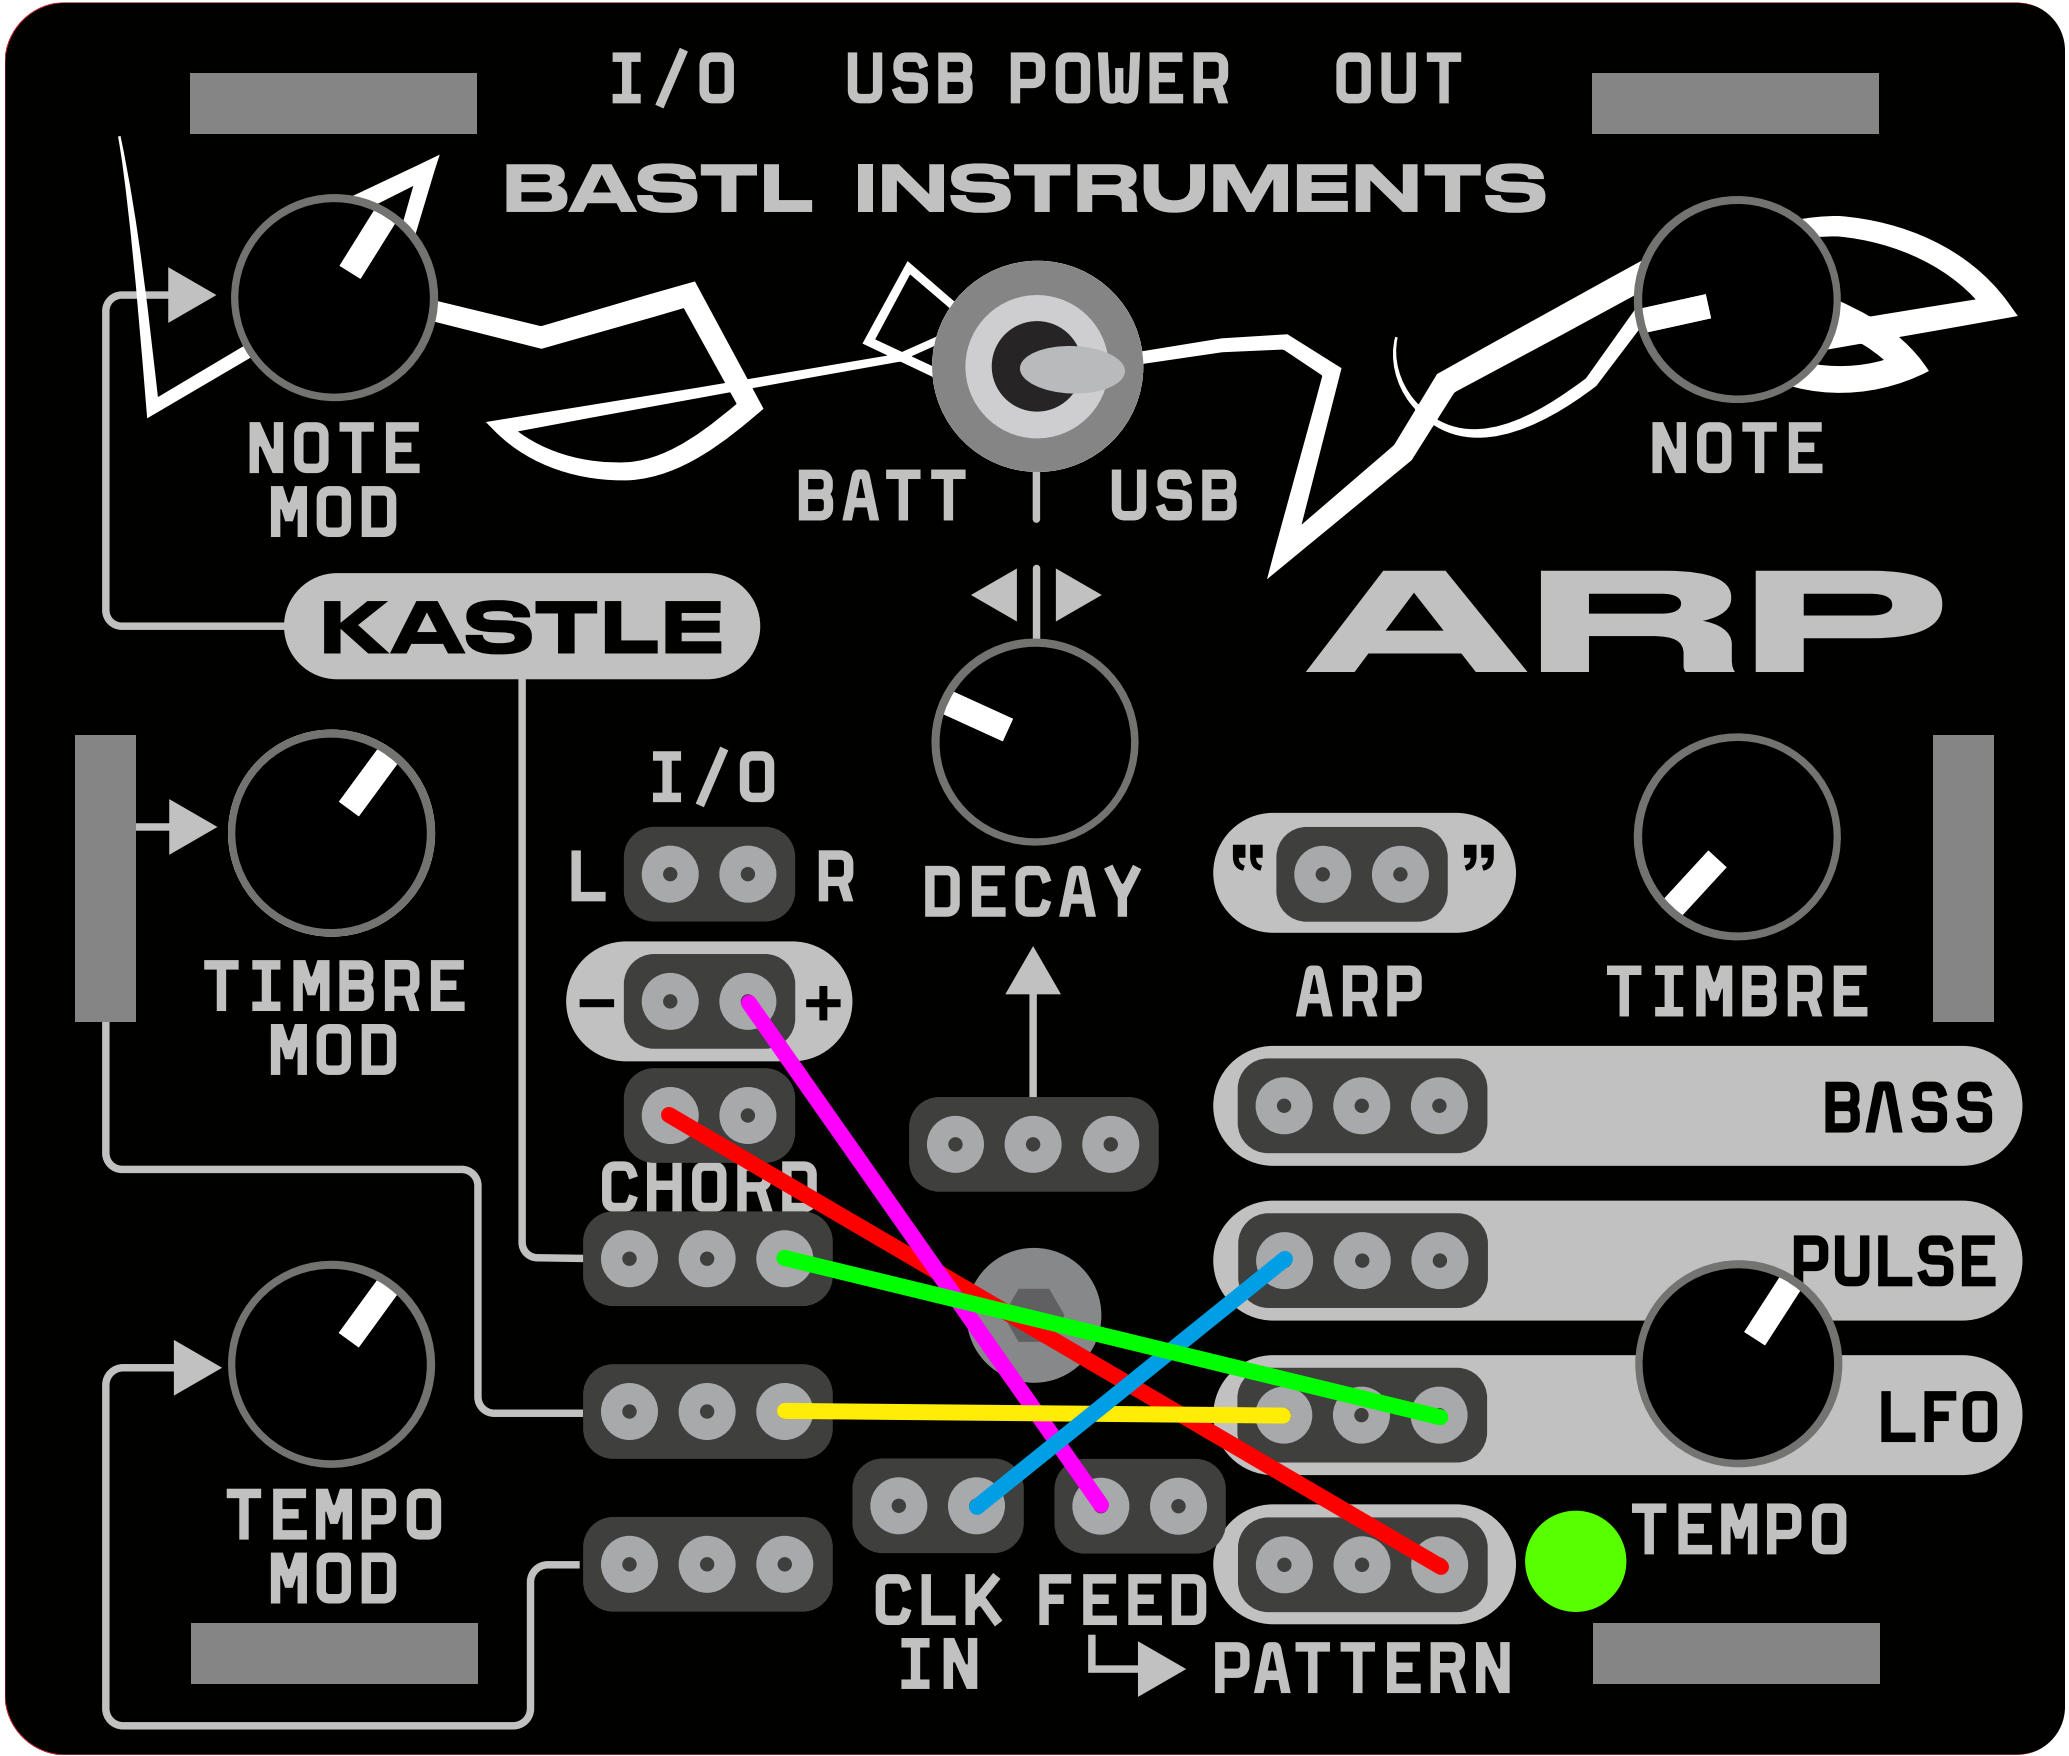 I/O USB POWER OUT
BASTL INSTRUMENTS
NOTE
MOD
BATT USB
NOTE
KASTLE
ARP
I/O
L R
DECAY
" "
ARP
TIMBRE
MOD
TIMBRE
- +
CHORD
BASS
PULSE
LFO
TEMPO
MOD
TEMPO
CLK
IN
FEED
PATTERN